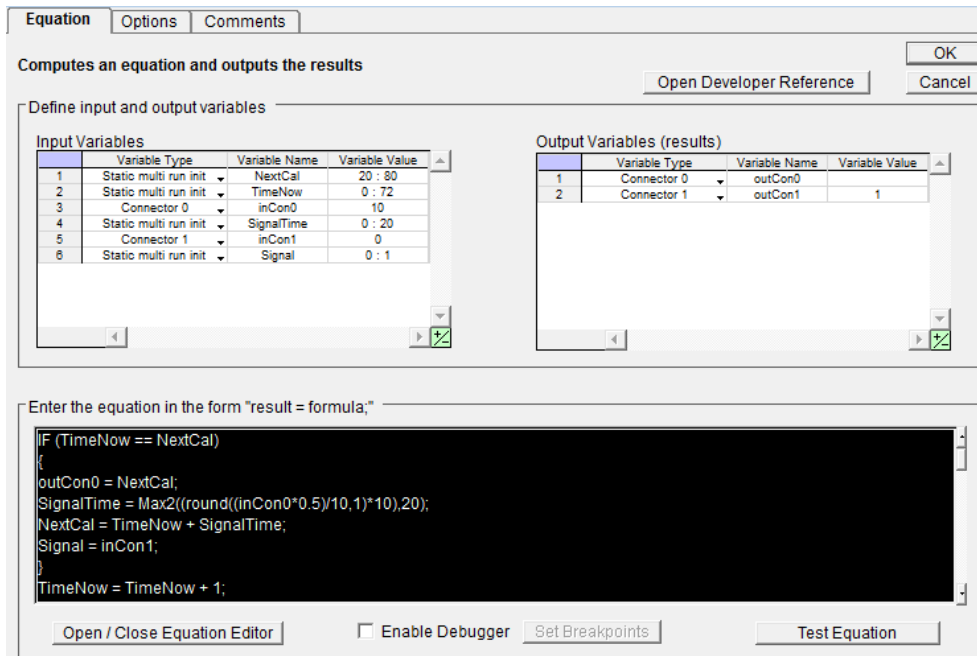 Equation Options Comments
OK
Computes an equation and outputs the results
Open Developer Reference Cancel
Define input and output variables
Input Variables
Variable Type Variable Name Variable Value
1 Static multi run init NextCal 20 : 80
2 Static multi run init TimeNow 0 : 72
3 Connector 0 inCon0 10
4 Static multi run init SignalTime 0 : 20
5 Connector 1 inCon1 0
6 Static multi run init Signal 0 : 1
Output Variables (results)
Variable Type Variable Name Variable Value
1 Connector 0 outCon0
2 Connector 1 outCon1 1
Enter the equation in the form "result = formula;"
IF (TimeNow == NextCal)
{
outCon0 = NextCal;
SignalTime = Max2((round((inCon0*0.5)/10,1)*10),20);
NextCal = TimeNow + SignalTime;
Signal = inCon1;
}
TimeNow = TimeNow + 1;
Open / Close Equation Editor Enable Debugger Set Breakpoints Test Equation